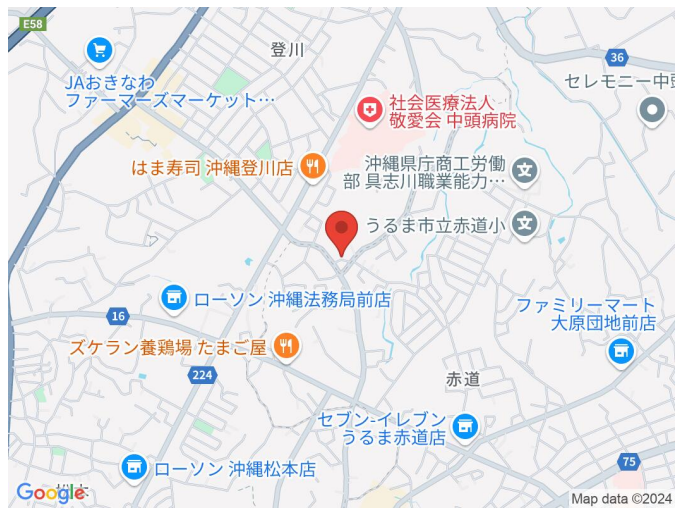 E58
登川
36
JAおきなわ
ファーマーズマーケット…
社会医療法人
敬愛会 中頭病院
セレモニー中頭
はま寿司 沖縄登川店
沖縄県庁商工労働
部 具志川職業能力…
うるま市立赤道小
ローソン 沖縄法務局前店
16
ファミリーマート
大原団地前店
ズケラン養鶏場 たまご屋
224
赤道
セブン-イレブン
うるま赤道店
75
ローソン 沖縄松本店
Google
Map data ©2024